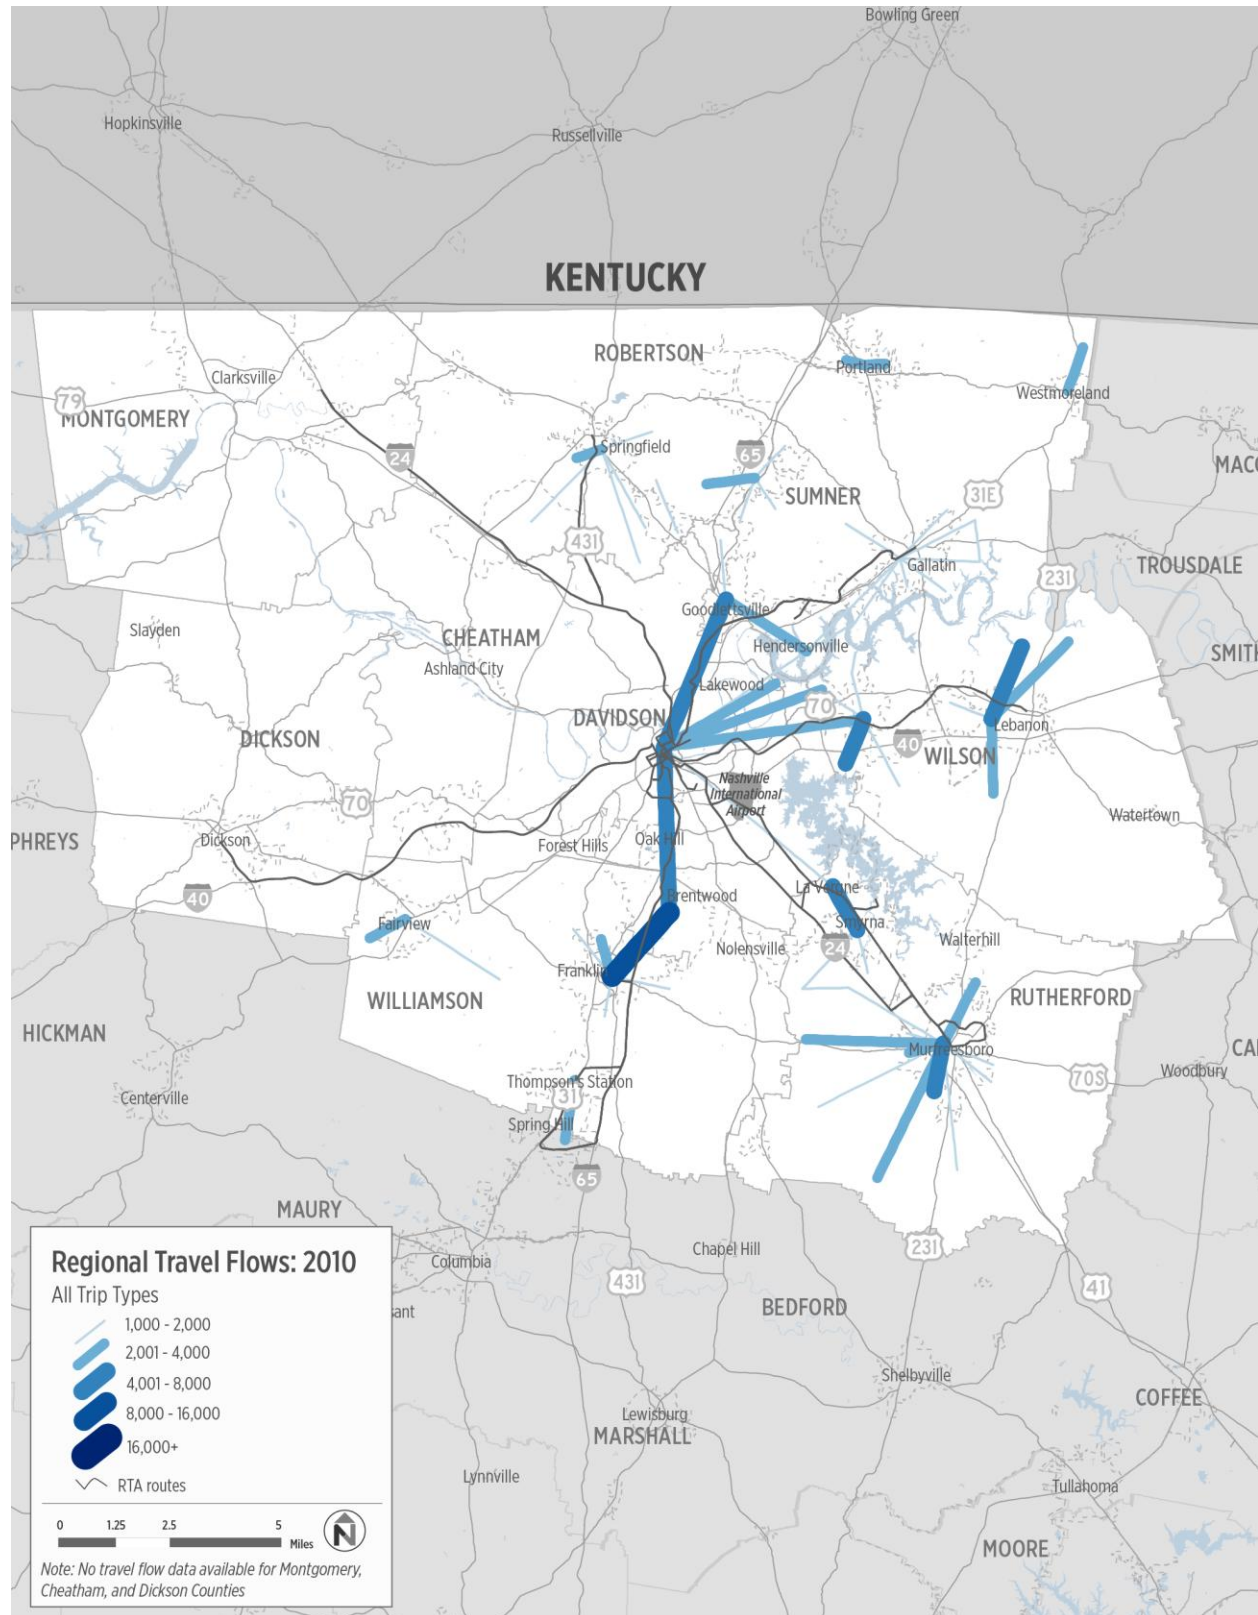 Bowling Green
Hopkinsville
Russellville
KENTUCKY
ROBERTSON
Portland
Clarksville
Westmoreland
79
MONTGOMERY
24
Springfield
65
MACC
SUMNER
31E
431
Gallatin
TROUSDALE
231
Slayden
Goodlettsville
CHEATHAM
Hendersonville
SMITH
Ashland City
Lakewood
DAVIDSON
70
Lebanon
DICKSON
40
WILSON
Nashville
International
Airport
70
Watertown
PHREYS
Dickson
Forest Hills
Oak Hill
40
La Vergne
Brentwood
Fairview
Smyrna
24
Nolensville
Walterhill
Franklin
WILLIAMSON
RUTHERFORD
HICKMAN
Murfreesboro
CA
Thompson's Station
70S
Woodbury
31
Centerville
Spring Hill
65
MAURY
231
Chapel Hill
Columbia
431
41
sant
BEDFORD
Shelbyville
COFFEE
Lewisburg
MARSHALL
Lynnville
Tullahoma
MOORE
Regional Travel Flows: 2010
All Trip Types
1,000 - 2,000
2,001 - 4,000
4,001 - 8,000
8,000 - 16,000
16,000+
RTA routes
0 1.25 2.5 5 Miles
N
Note: No travel flow data available for Montgomery,
Cheatham, and Dickson Counties